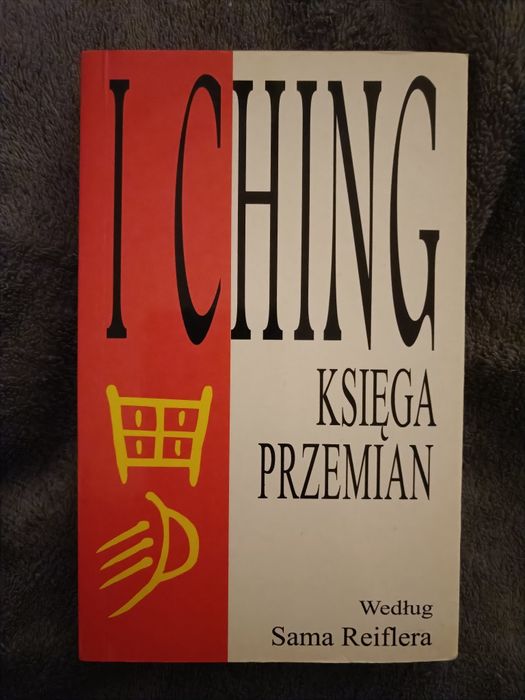 I CHING
KSIĘGA
PRZEMIAN
Według
Sama Reiflera